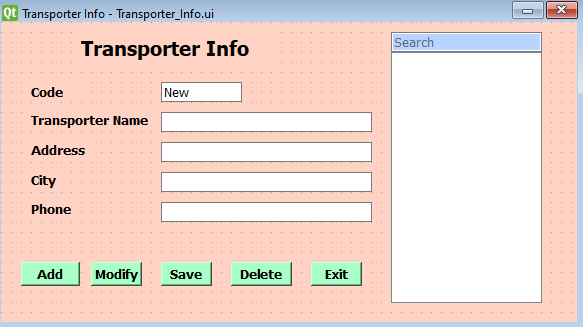 Qt Transporter Info - Transporter_Info.ui
Transporter Info
Search
Code
New
Transporter Name
Address
City
Phone
Add Modify Save Delete Exit